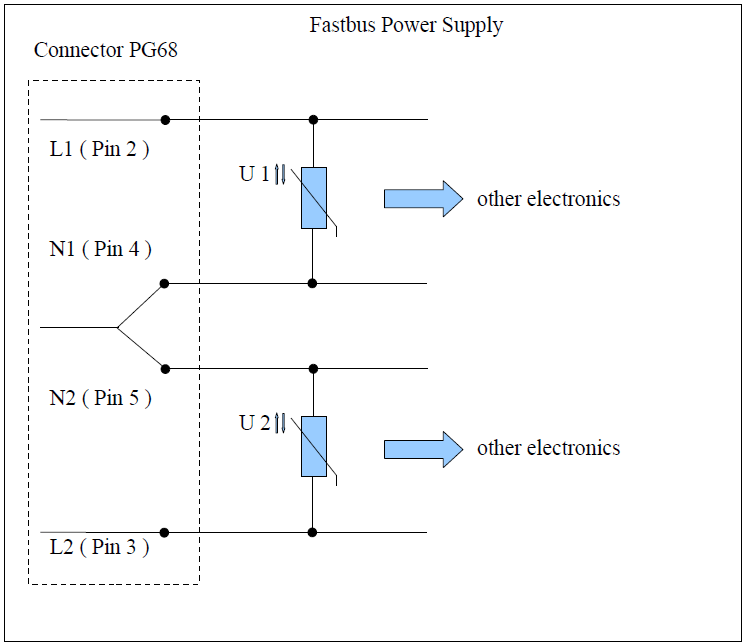 Fastbus Power Supply
Connector PG68
L1 ( Pin 2 )
U 1
other electronics
N1 ( Pin 4 )
N2 ( Pin 5 )
U 2
other electronics
L2 ( Pin 3 )